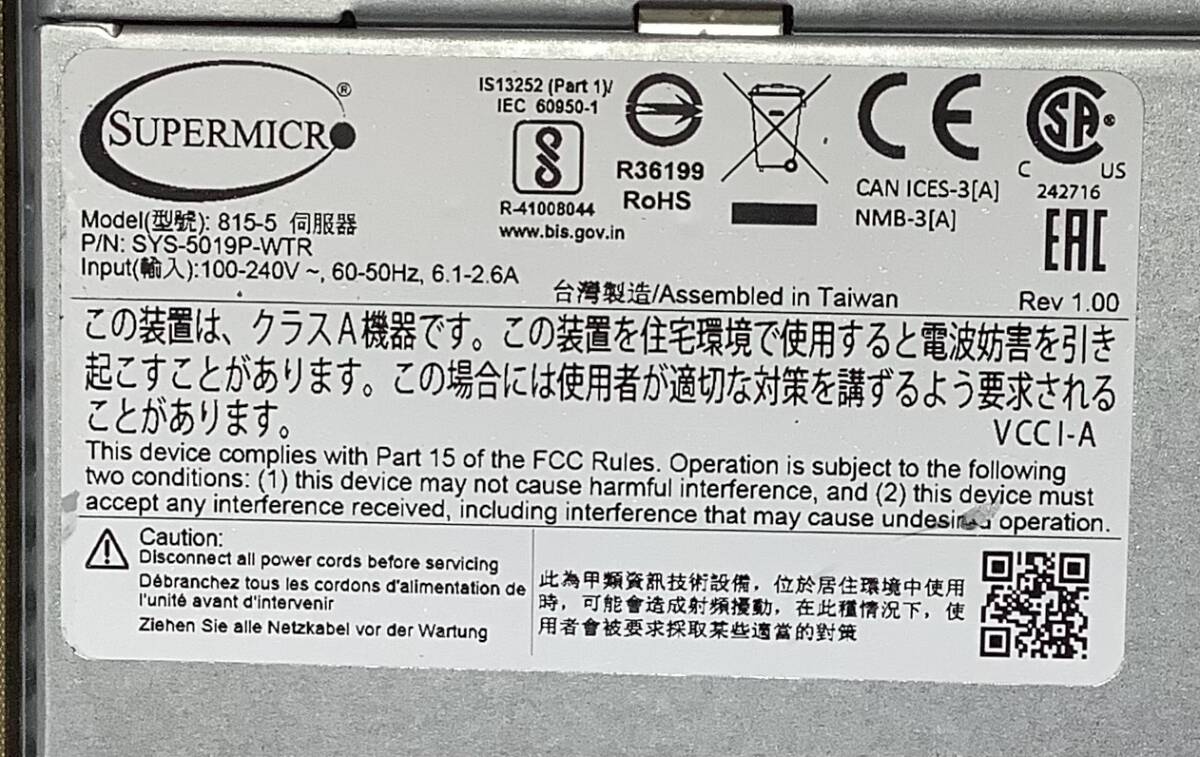 SUPERMICR●®
Model(型號): 815-5 伺服器
P/N: SYS-5019P-WTR
Input(輸入):100-240V ~, 60-50Hz, 6.1-2.6A
IS13252 (Part 1)/
IEC 60950-1
R-41008044
www.bis.gov.in
R36199
RoHS
CE
CAN ICES-3[A]
NMB-3[A]
SA®
C US
242716
EAC
台灣製造/Assembled in Taiwan
Rev 1.00
この装置は、クラスA機器です。この装置を住宅環境で使用すると電波妨害を引き
起こすことがあります。この場合には使用者が適切な対策を講ずるよう要求される
ことがあります。
VCCI-A
This device complies with Part 15 of the FCC Rules. Operation is subject to the following
two conditions: (1) this device may not cause harmful interference, and (2) this device must
accept any interference received, including interference that may cause undesired operation.
Caution:
Disconnect all power cords before servicing
Débranchez tous les cordons d'alimentation de
l'unité avant d'intervenir
Ziehen Sie alle Netzkabel vor der Wartung
此為甲類資訊技術設備，位於居住環境中使用
時，可能會造成射頻擾動，在此種情況下，使
用者會被要求採取某些適當的對策